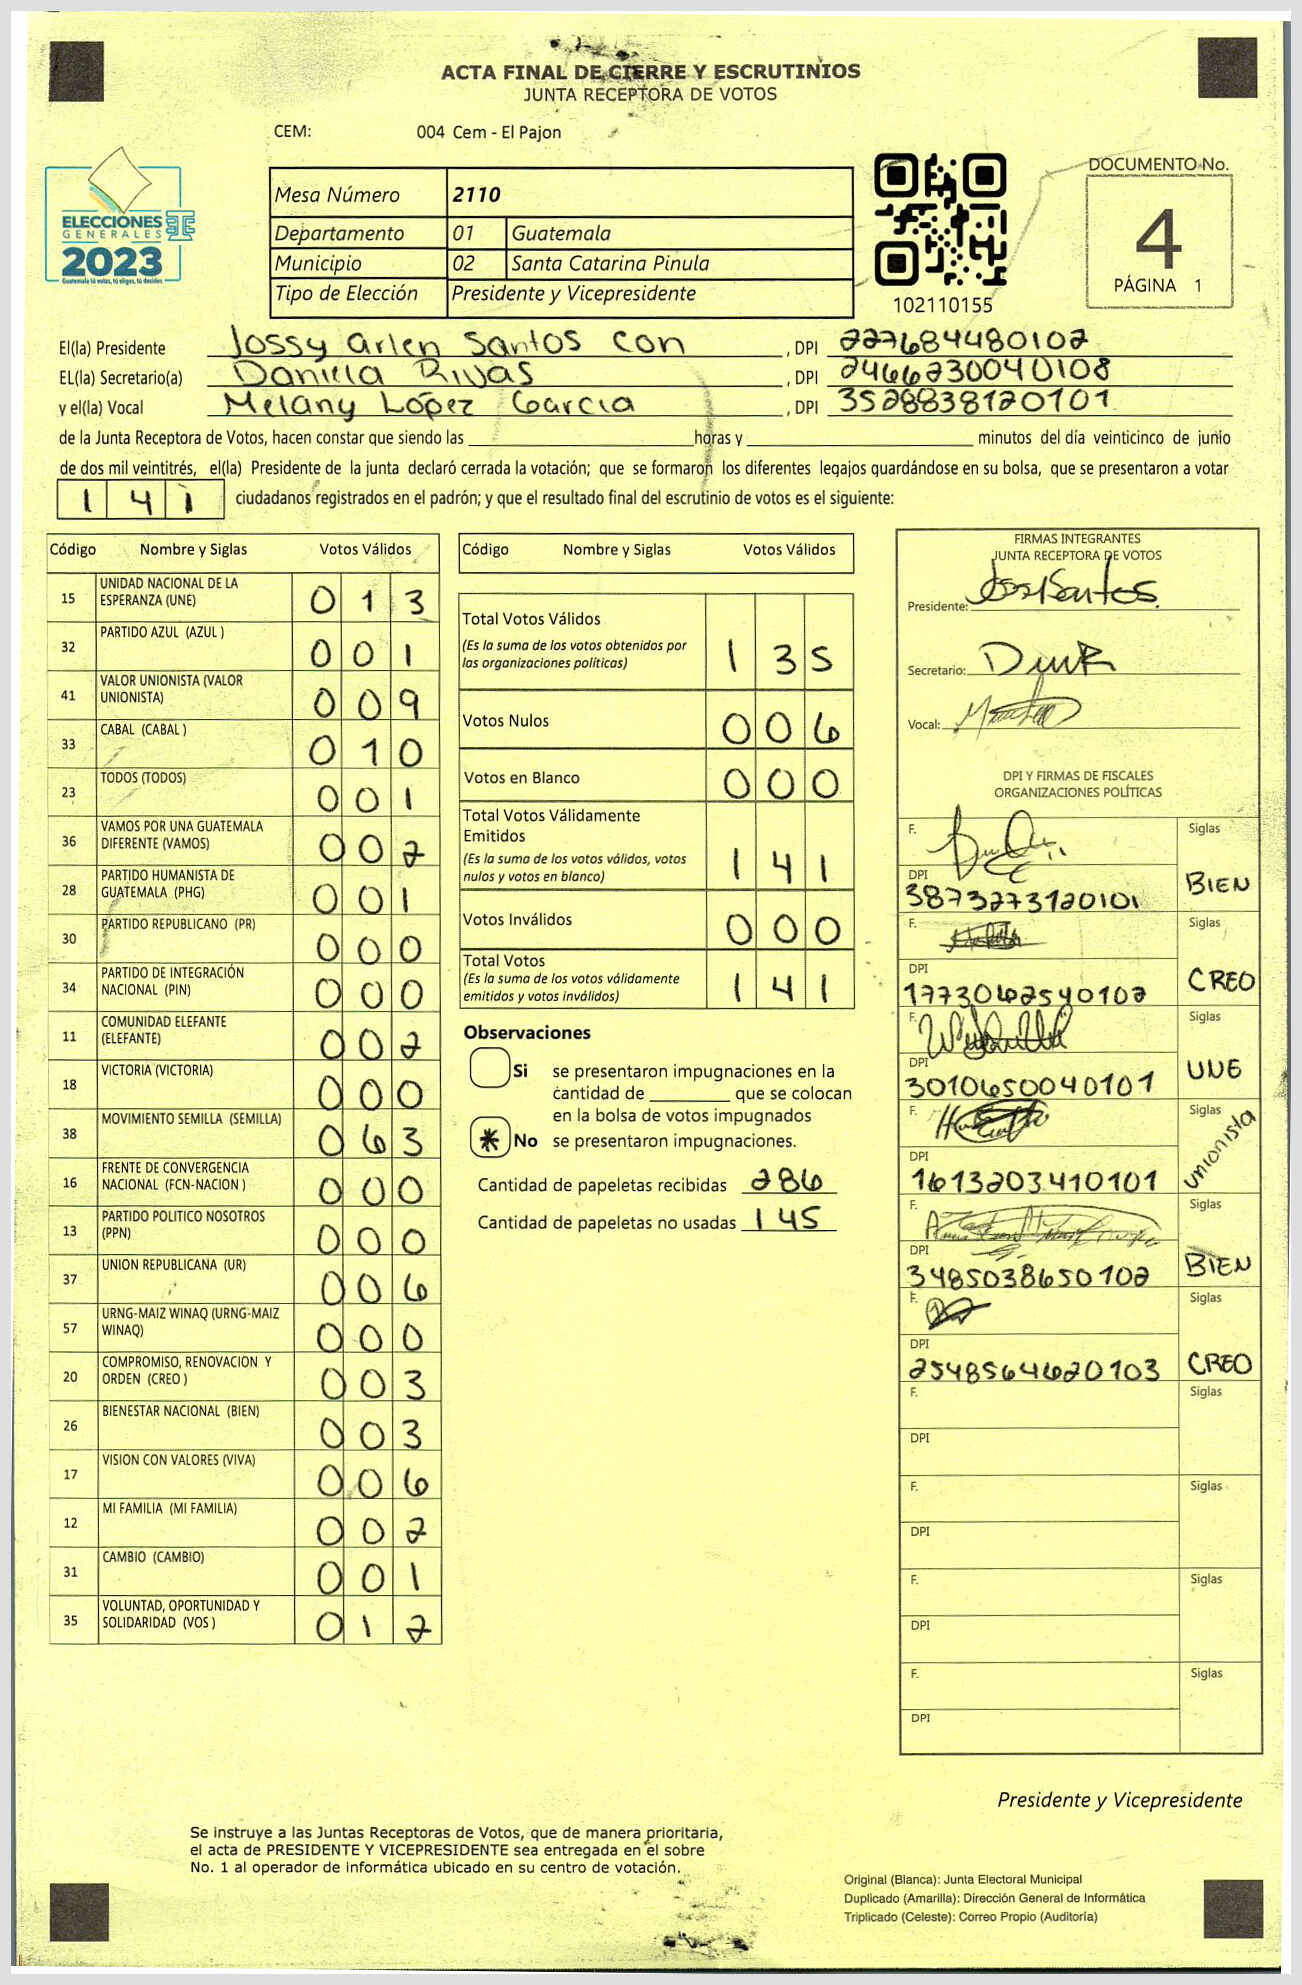 ACTA FINAL DE CIERRE Y ESCRUTINIOS
JUNTA RECEPTORA DE VOTOS
CEM: 004 Cem - El Pajon
ELECCIONES
GENERALES
2023
Guatemala tú votas, tú eliges, tú decides
Mesa Número 2110
Departamento 01 Guatemala
Municipio 02 Santa Catarina Pinula
Tipo de Elección Presidente y Vicepresidente
102110155
DOCUMENTO No.
4
PÁGINA 1
El(la) Presidente Jossy Arlen Santos Con , DPI 227684480102
EL(la) Secretario(a) Daniela Rivas , DPI 2466230040108
y el(la) Vocal Melany López Garcia , DPI 3528838120101
de la Junta Receptora de Votos, hacen constar que siendo las horas y minutos del día veinticinco de junio
de dos mil veintitrés, el(la) Presidente de la junta declaró cerrada la votación; que se formaron los diferentes legajos guardándose en su bolsa, que se presentaron a votar
141 ciudadanos registrados en el padrón; y que el resultado final del escrutinio de votos es el siguiente:
Código Nombre y Siglas Votos Válidos
15 UNIDAD NACIONAL DE LA ESPERANZA (UNE) 013
32 PARTIDO AZUL (AZUL ) 001
41 VALOR UNIONISTA (VALOR UNIONISTA) 009
33 CABAL (CABAL ) 010
23 TODOS (TODOS) 001
36 VAMOS POR UNA GUATEMALA DIFERENTE (VAMOS) 002
28 PARTIDO HUMANISTA DE GUATEMALA (PHG) 001
30 PARTIDO REPUBLICANO (PR) 000
34 PARTIDO DE INTEGRACIÓN NACIONAL (PIN) 000
11 COMUNIDAD ELEFANTE (ELEFANTE) 002
18 VICTORIA (VICTORIA) 000
38 MOVIMIENTO SEMILLA (SEMILLA) 063
16 FRENTE DE CONVERGENCIA NACIONAL (FCN-NACION ) 000
13 PARTIDO POLITICO NOSOTROS (PPN) 000
37 UNION REPUBLICANA (UR) 006
57 URNG-MAIZ WINAQ (URNG-MAIZ WINAQ) 000
20 COMPROMISO, RENOVACION Y ORDEN (CREO ) 003
26 BIENESTAR NACIONAL (BIEN) 003
17 VISION CON VALORES (VIVA) 006
12 MI FAMILIA (MI FAMILIA) 002
31 CAMBIO (CAMBIO) 001
35 VOLUNTAD, OPORTUNIDAD Y SOLIDARIDAD (VOS ) 012
Código Nombre y Siglas Votos Válidos
Total Votos Válidos 135
(Es la suma de los votos obtenidos por
las organizaciones políticas)
Votos Nulos 006
Votos en Blanco 000
Total Votos Válidamente
Emitidos 141
(Es la suma de los votos válidos, votos
nulos y votos en blanco)
Votos Inválidos 000
Total Votos 141
(Es la suma de los votos válidamente
emitidos y votos inválidos)
Observaciones
Si se presentaron impugnaciones en la
cantidad de que se colocan
en la bolsa de votos impugnados
* No se presentaron impugnaciones.
Cantidad de papeletas recibidas 286
Cantidad de papeletas no usadas 145
FIRMAS INTEGRANTES
JUNTA RECEPTORA DE VOTOS
Presidente:
Secretario:
Vocal:
DPI Y FIRMAS DE FISCALES
ORGANIZACIONES POLÍTICAS
F. Siglas
DPI BIEN
3873273120101
F. Siglas
DPI CREO
1773062540102
F. Siglas
DPI UNE
3010650040101
F. Siglas
DPI unionista
1613203410101
F. Siglas
DPI BIEN
3485038650102
F. Siglas
DPI CREO
2548564620103
F. Siglas
DPI
F. Siglas
DPI
F. Siglas
DPI
F. Siglas
DPI
Presidente y Vicepresidente
Se instruye a las Juntas Receptoras de Votos, que de manera prioritaria,
el acta de PRESIDENTE Y VICEPRESIDENTE sea entregada en el sobre
No. 1 al operador de informática ubicado en su centro de votación.
Original (Blanca): Junta Electoral Municipal
Duplicado (Amarilla): Dirección General de Informática
Triplicado (Celeste): Correo Propio (Auditoría)